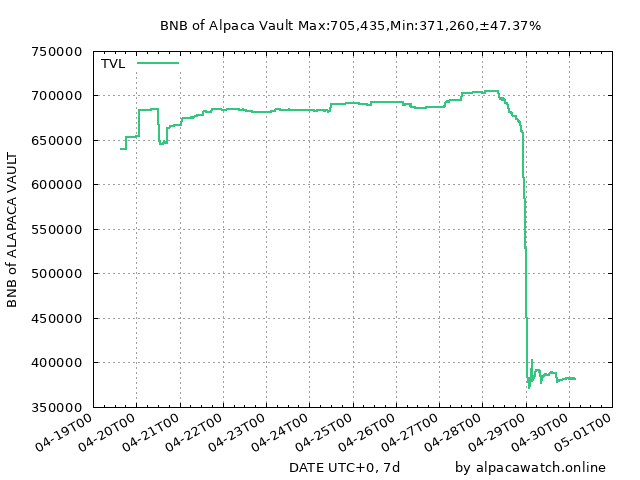 BNB of Alpaca Vault Max:705,435,Min:371,260,±47.37%
TVL
750000
700000
650000
600000
550000
500000
450000
400000
350000
BNB of ALAPACA VAULT
04-19T00
04-20T00
04-21T00
04-22T00
04-23T00
04-24T00
04-25T00
04-26T00
04-27T00
04-28T00
04-29T00
04-30T00
05-01T00
DATE UTC+0, 7d
by alpacawatch.online